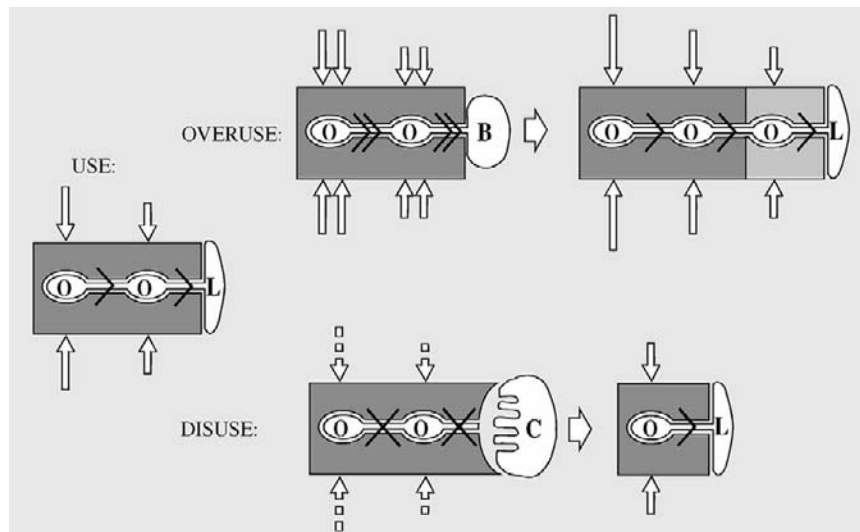 USE:
O O L
OVERUSE:
O O B
O O O L
DISUSE:
O O C
O L